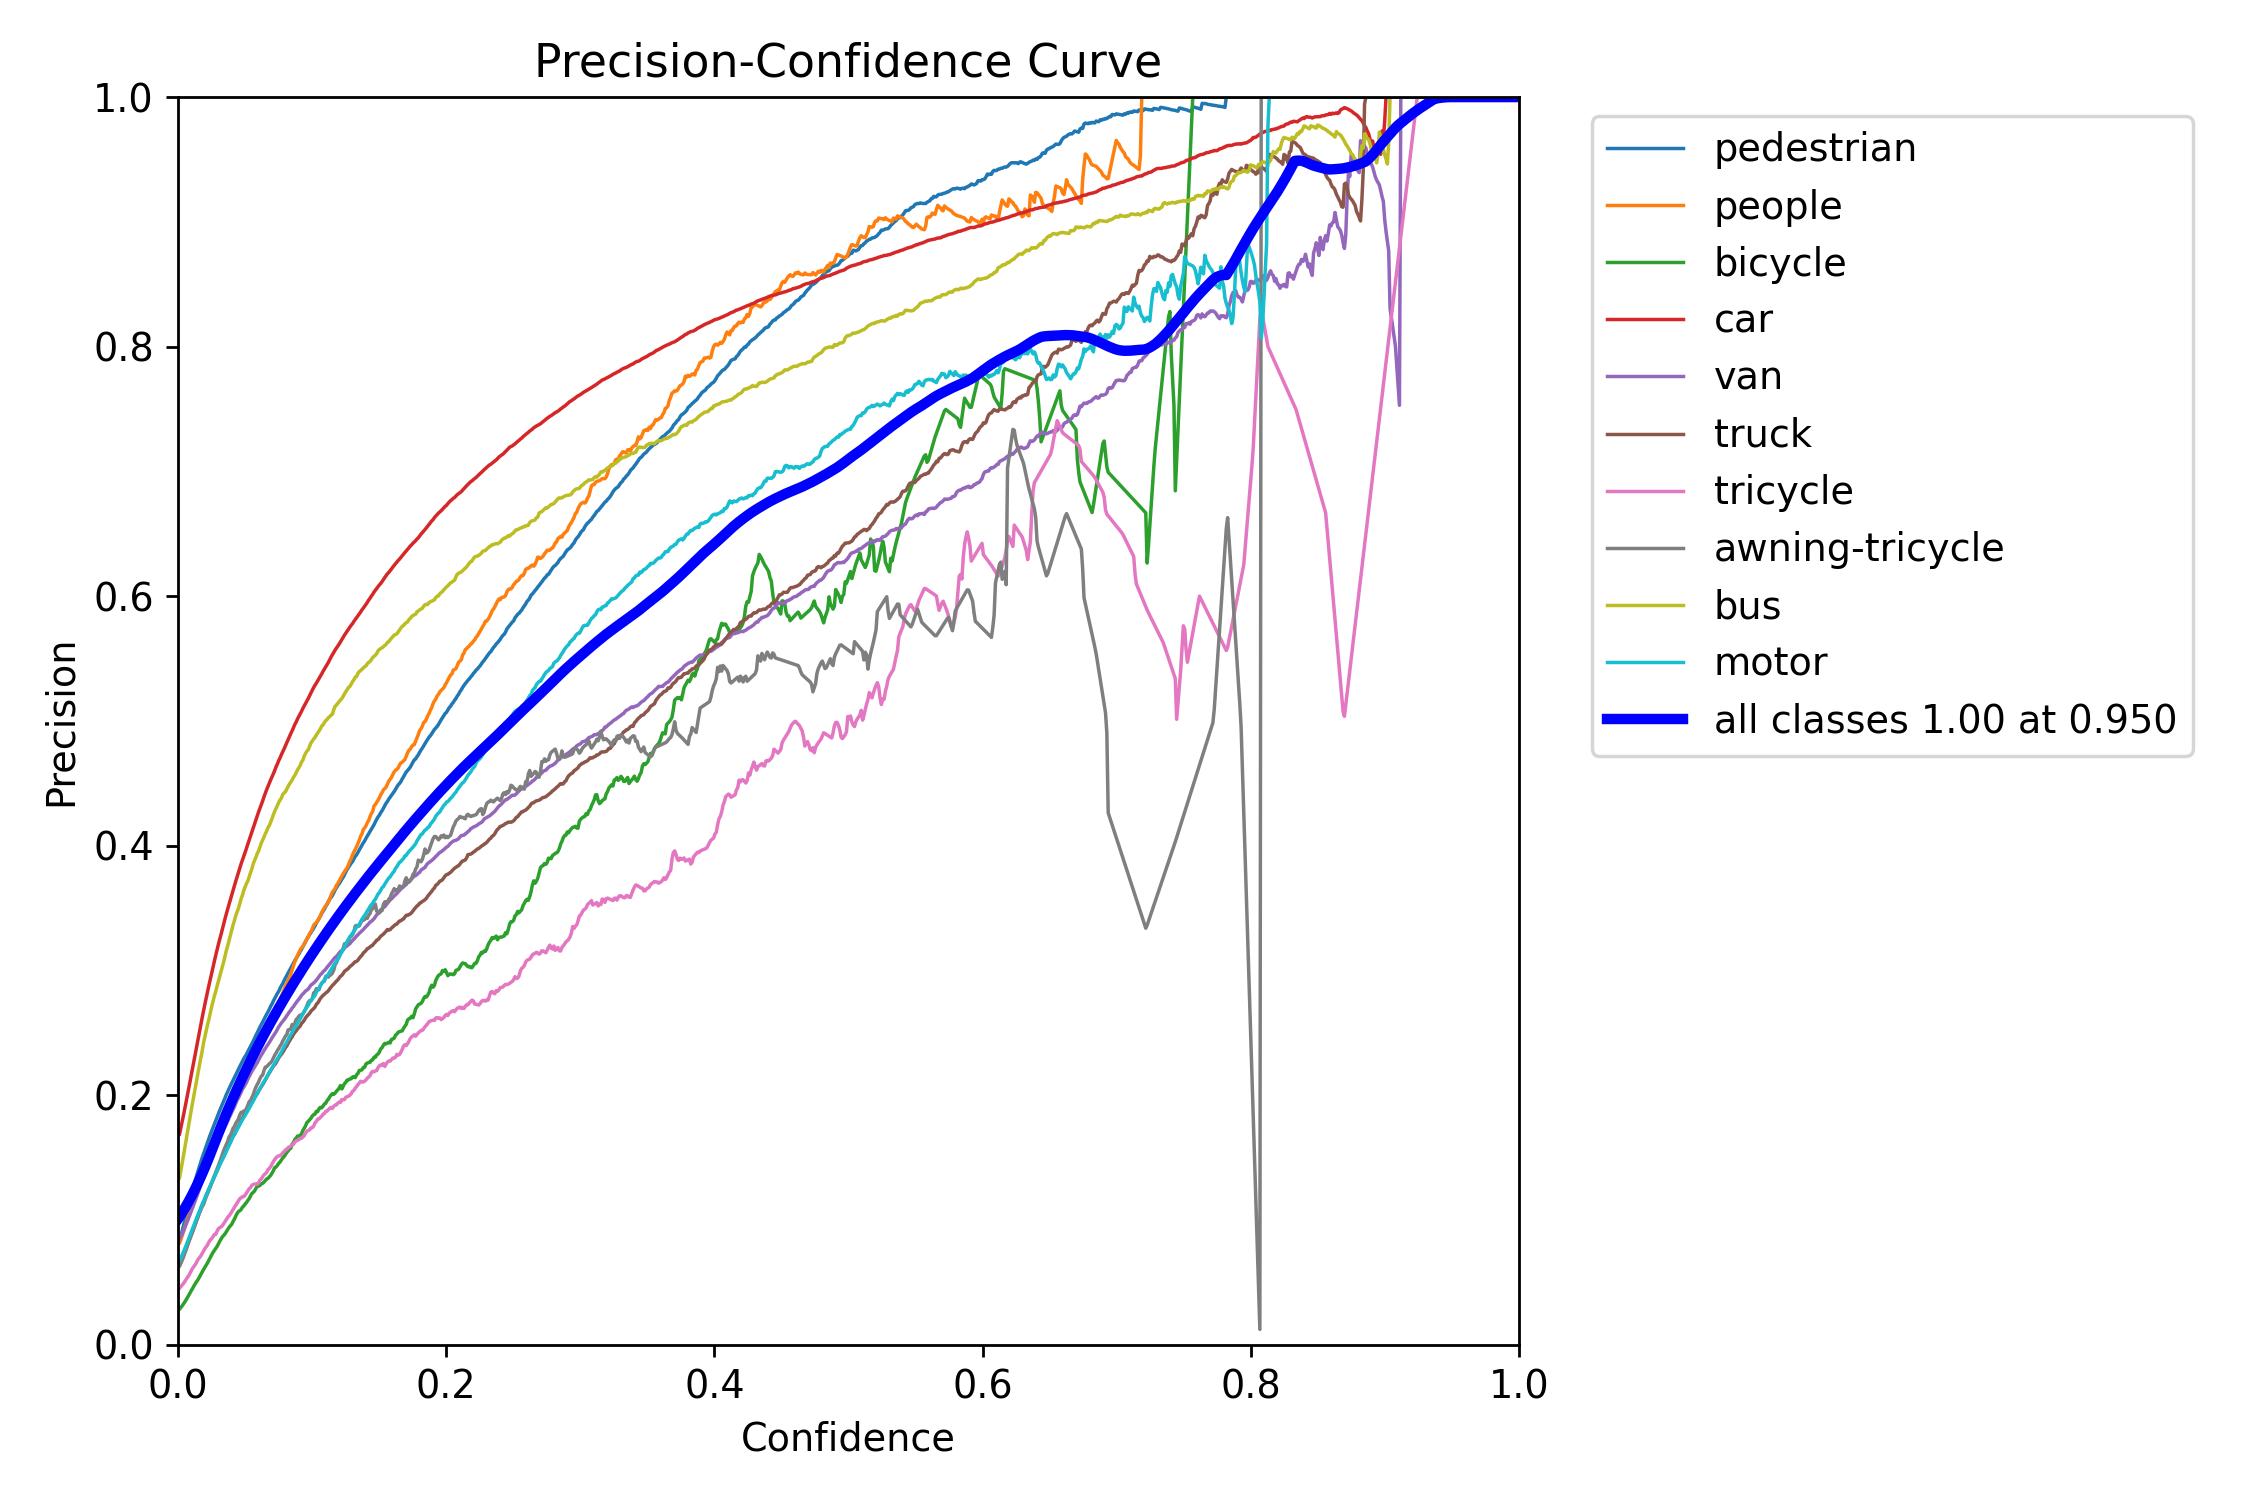 Precision-Confidence Curve
1.0
0.8
0.6
0.4
0.2
0.0
Precision
0.0 0.2 0.4 0.6 0.8 1.0
Confidence
pedestrian
people
bicycle
car
van
truck
tricycle
awning-tricycle
bus
motor
all classes 1.00 at 0.950